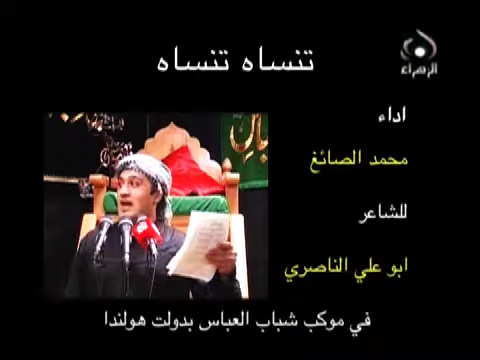 تنساه تنساه
الزهراء
اداء
محمد الصائغ
للشاعر
ابو علي الناصري
في موكب شباب العباس بدولت هولندا